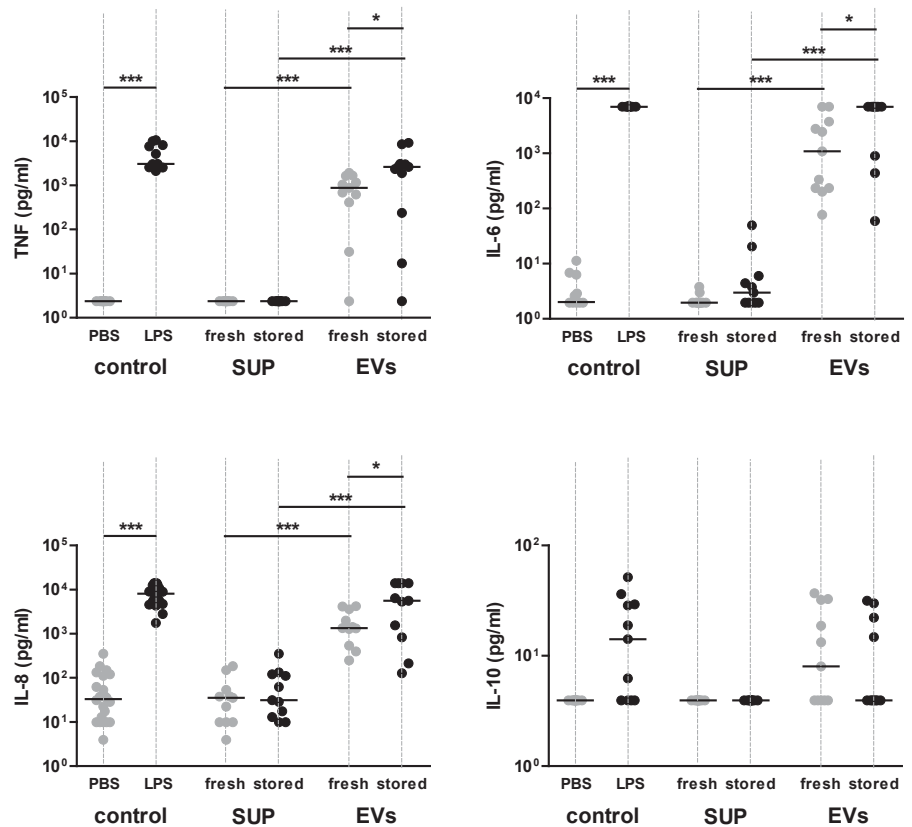 *
***
***
***
TNF (pg/ml)
10⁵
10⁴
10³
10²
10¹
10⁰
PBS LPS fresh stored fresh stored
control SUP EVs
*
***
***
***
IL-6 (pg/ml)
10⁴
10³
10²
10¹
10⁰
PBS LPS fresh stored fresh stored
control SUP EVs
*
***
***
***
IL-8 (pg/ml)
10⁵
10⁴
10³
10²
10¹
10⁰
PBS LPS fresh stored fresh stored
control SUP EVs
IL-10 (pg/ml)
10²
10¹
10⁰
PBS LPS fresh stored fresh stored
control SUP EVs